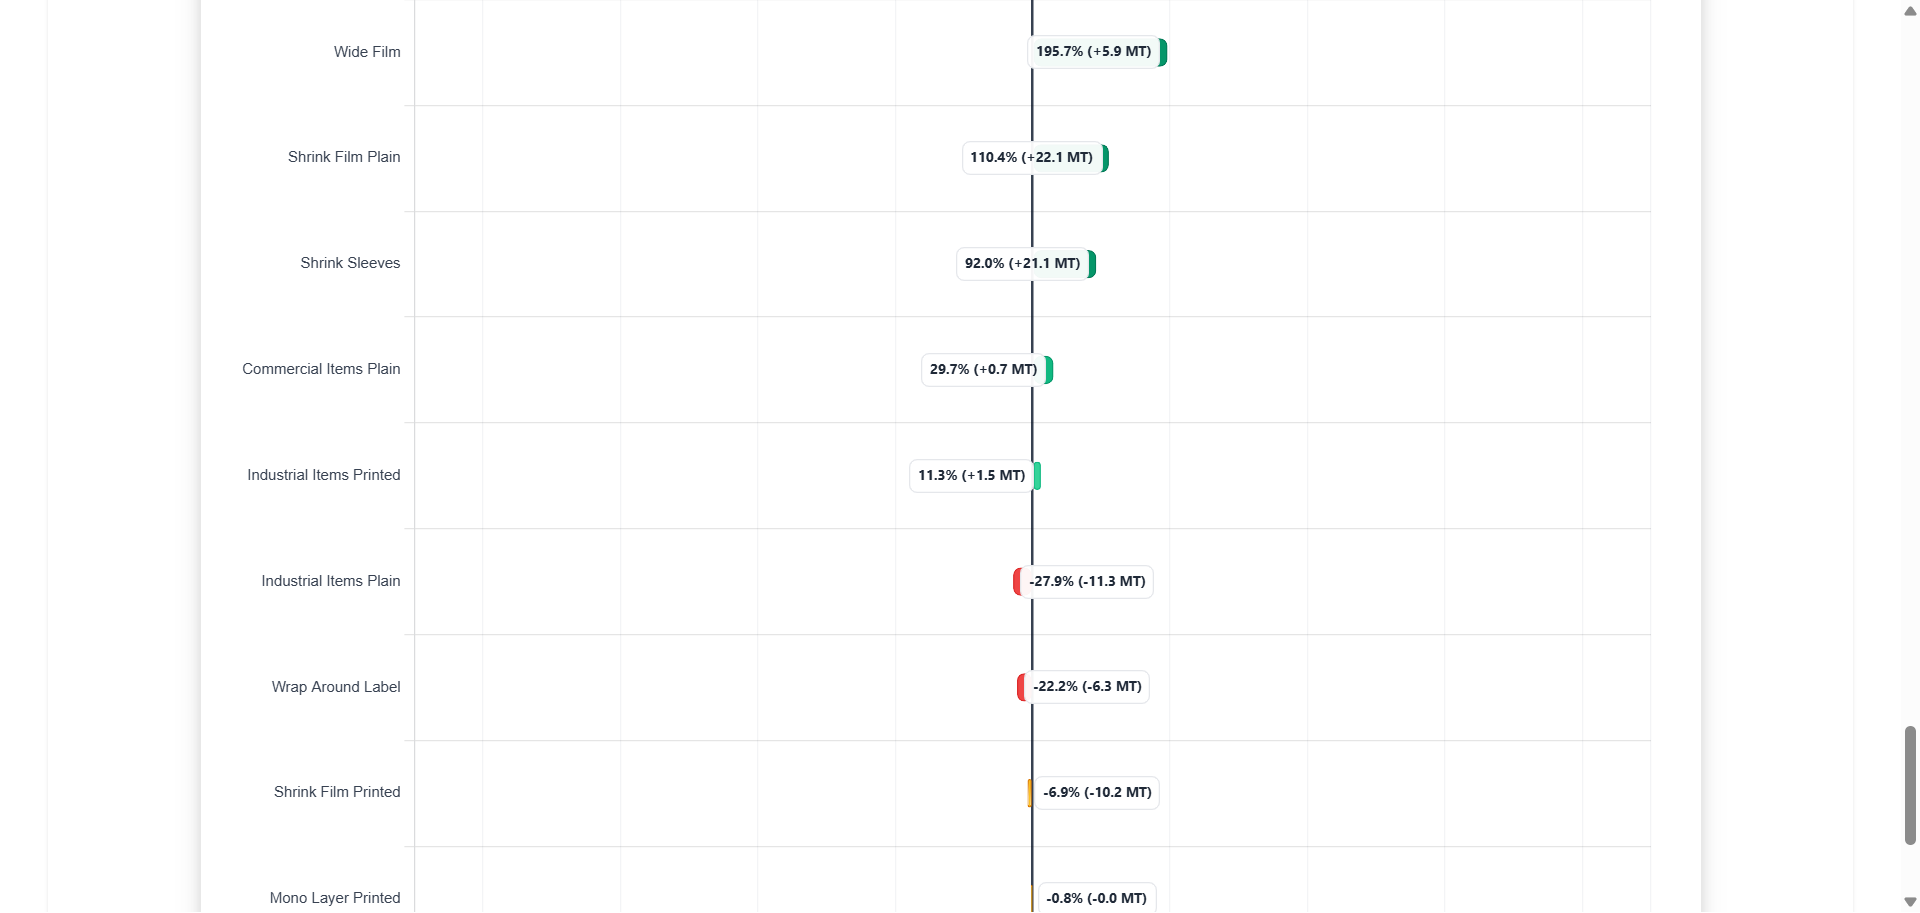 Wide Film
195.7% (+5.9 MT)
Shrink Film Plain
110.4% (+22.1 MT)
Shrink Sleeves
92.0% (+21.1 MT)
Commercial Items Plain
29.7% (+0.7 MT)
Industrial Items Printed
11.3% (+1.5 MT)
Industrial Items Plain
-27.9% (-11.3 MT)
Wrap Around Label
-22.2% (-6.3 MT)
Shrink Film Printed
-6.9% (-10.2 MT)
Mono Layer Printed
-0.8% (-0.0 MT)